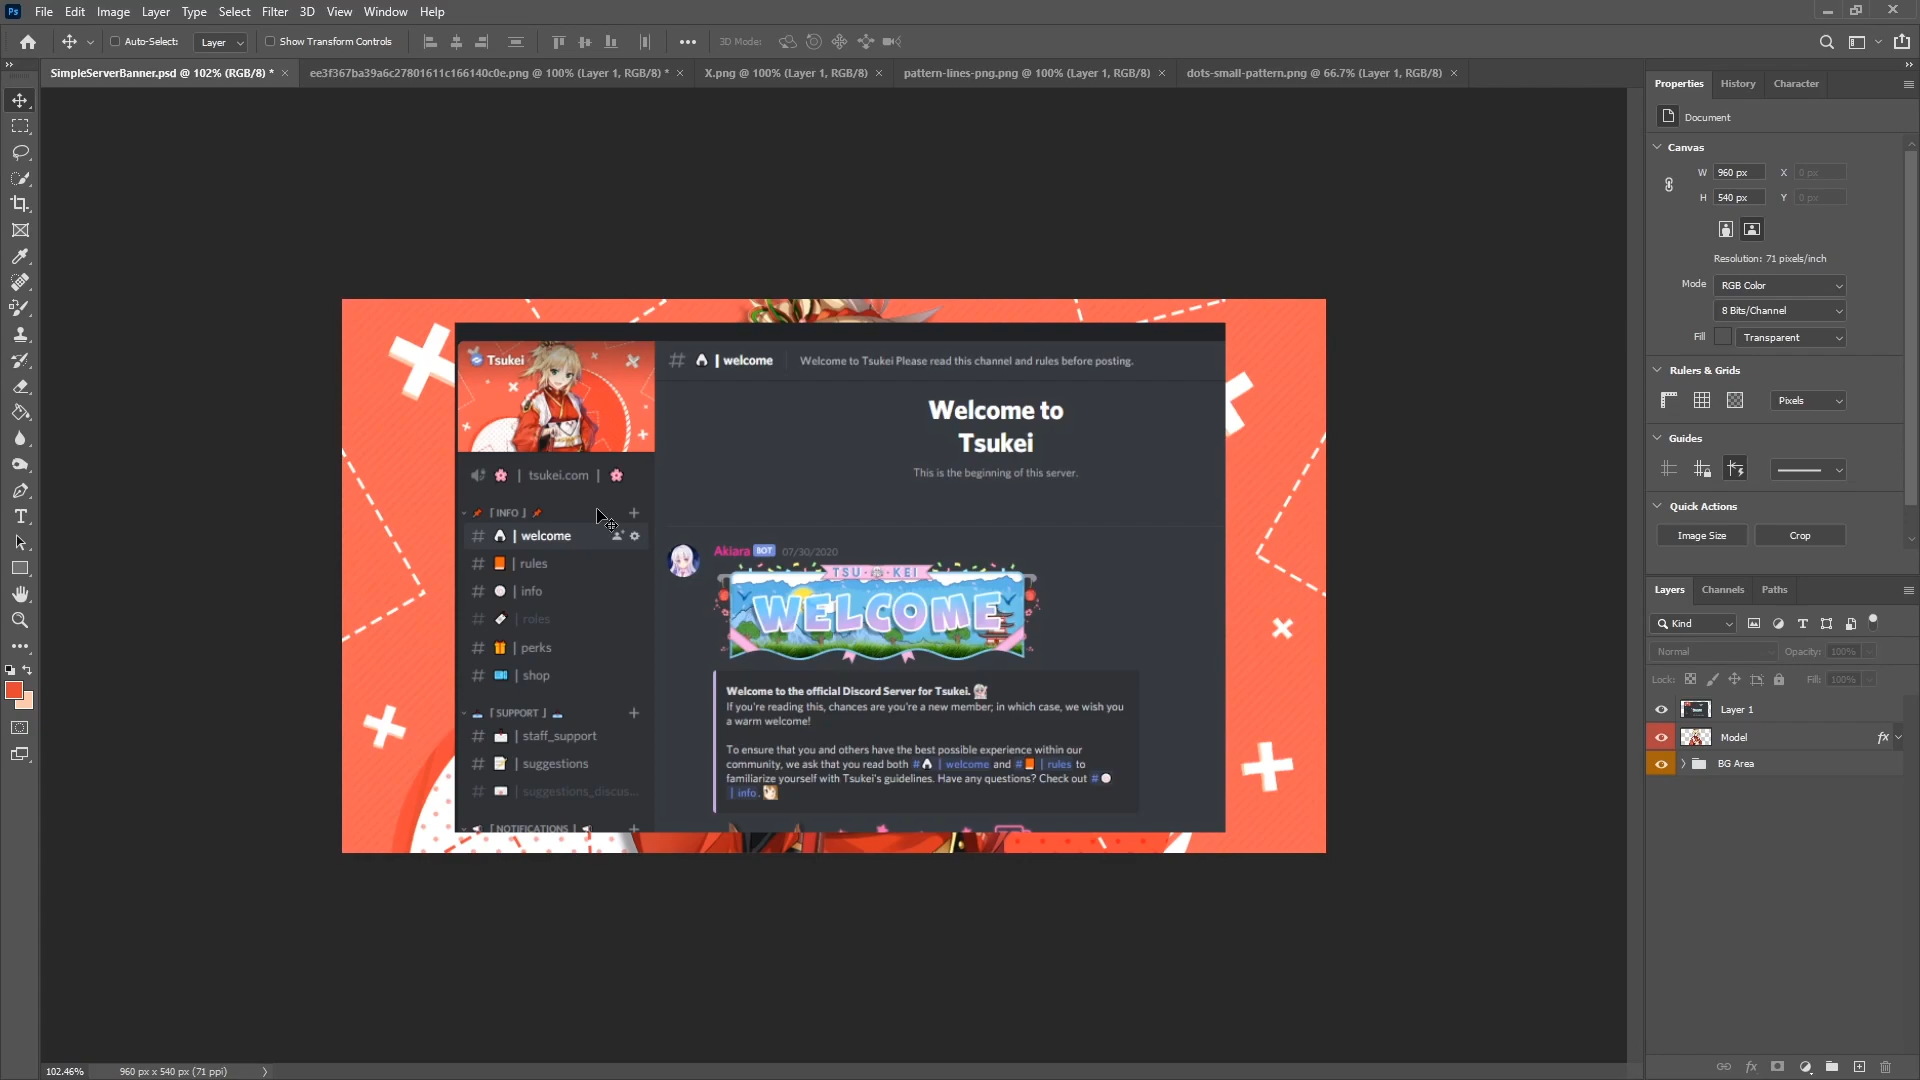 Ps File Edit Image Layer Type Select Filter 3D View Window Help
Auto-Select: Layer Show Transform Controls 3D Mode:
SimpleServerBanner.psd @ 102% (RGB/8) *
ee3f367ba39a6c27801611c166140c0e.png @ 100% (Layer 1, RGB/8) *
X.png @ 100% (Layer 1, RGB/8)
pattern-lines-png.png @ 100% (Layer 1, RGB/8)
dots-small-pattern.png @ 66.7% (Layer 1, RGB/8)
Tsukei
# | welcome
Welcome to Tsukei Please read this channel and rules before posting.
| tsukei.com |
[ INFO ]
# | welcome
# | rules
# | info
# | roles
# | perks
# | shop
[ SUPPORT ]
# | staff_support
# | suggestions
# | suggestions_discus...
[ NOTIFICATIONS ]
Welcome to
Tsukei
This is the beginning of this server.
Akiara BOT 07/30/2020
TSU KEI
WELCOME
Welcome to the official Discord Server for Tsukei.
If you're reading this, chances are you're a new member; in which case, we wish you
a warm welcome!
To ensure that you and others have the best possible experience within our
community, we ask that you read both # | welcome and # | rules to
familiarize yourself with Tsukei's guidelines. Have any questions? Check out #
| info.
Properties History Character
Document
Canvas
W 960 px X 0 px
H 540 px Y 0 px
Resolution: 71 pixels/inch
Mode RGB Color
8 Bits/Channel
Fill Transparent
Rulers & Grids
Pixels
Guides
Quick Actions
Image Size Crop
Layers Channels Paths
Kind
Normal Opacity: 100%
Lock: Fill: 100%
Layer 1
Model fx
BG Area
fx
102.46% 960 px x 540 px (71 ppi)